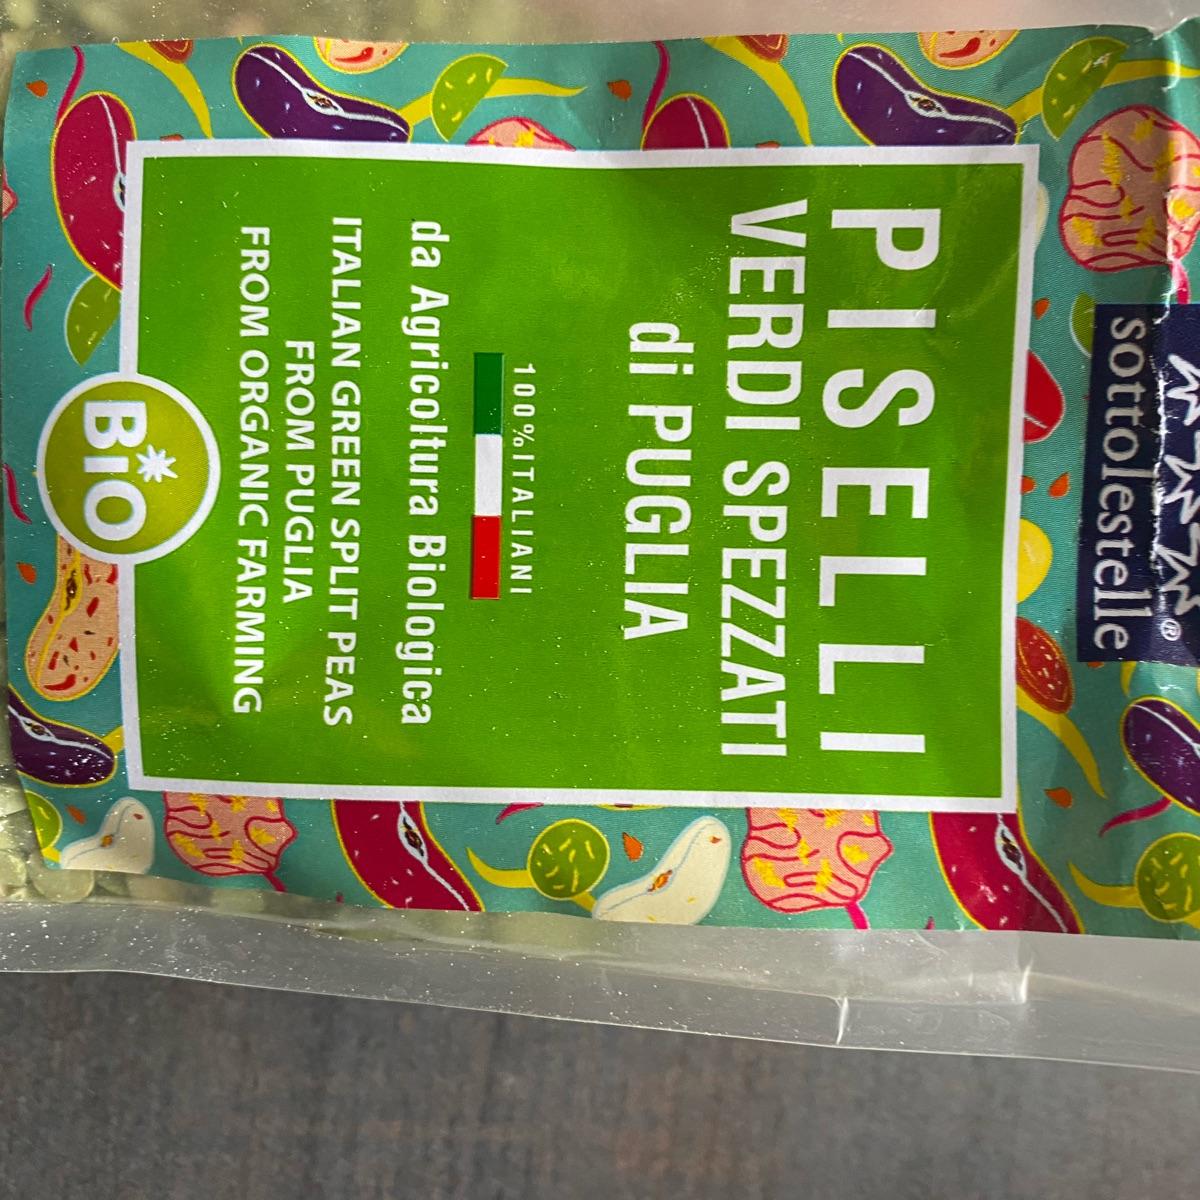 sottolestelle®
PISELLI
VERDI SPEZZATI
di PUGLIA
100%ITALIANI
da Agricoltura Biologica
ITALIAN GREEN SPLIT PEAS
FROM PUGLIA
FROM ORGANIC FARMING
BIO